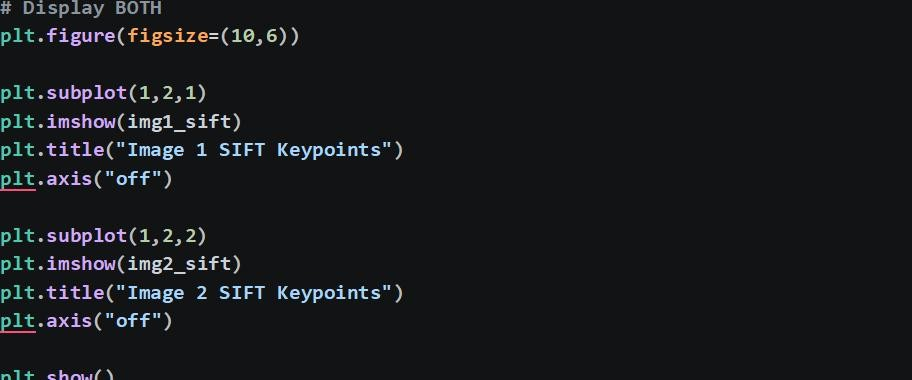 # Display BOTH
plt.figure(figsize=(10,6))
plt.subplot(1,2,1)
plt.imshow(img1_sift)
plt.title("Image 1 SIFT Keypoints")
plt.axis("off")
plt.subplot(1,2,2)
plt.imshow(img2_sift)
plt.title("Image 2 SIFT Keypoints")
plt.axis("off")
plt.show()